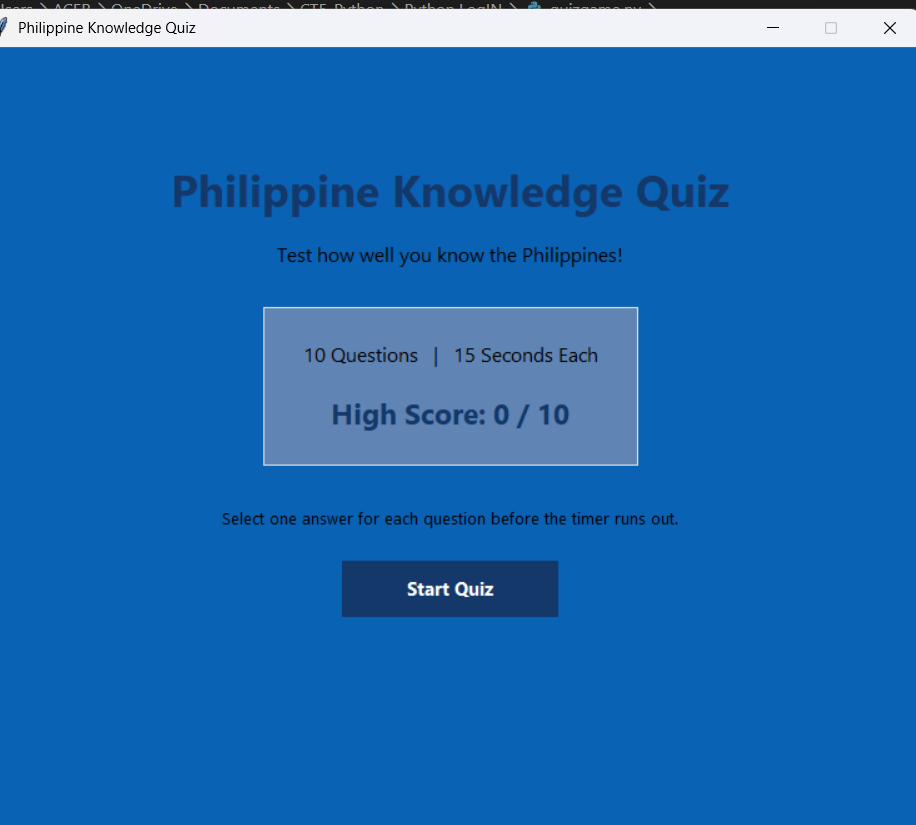 Philippine Knowledge Quiz
Philippine Knowledge Quiz
Test how well you know the Philippines!
10 Questions | 15 Seconds Each
High Score: 0 / 10
Select one answer for each question before the timer runs out.
Start Quiz